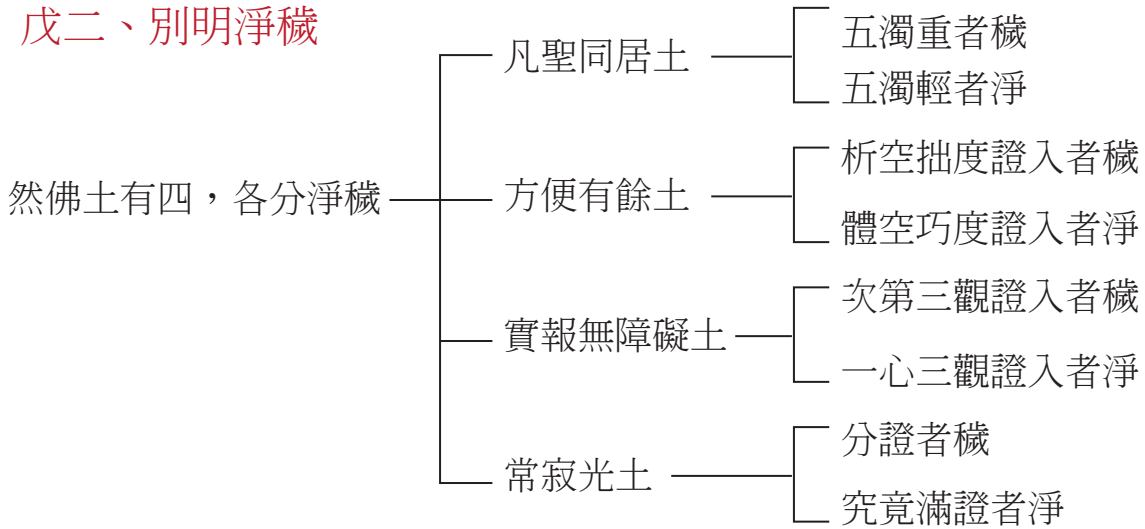 戊二、別明淨穢
然佛土有四，各分淨穢
凡聖同居土
五濁重者穢
五濁輕者淨
方便有餘土
析空拙度證入者穢
體空巧度證入者淨
實報無障礙土
次第三觀證入者穢
一心三觀證入者淨
常寂光土
分證者穢
究竟滿證者淨